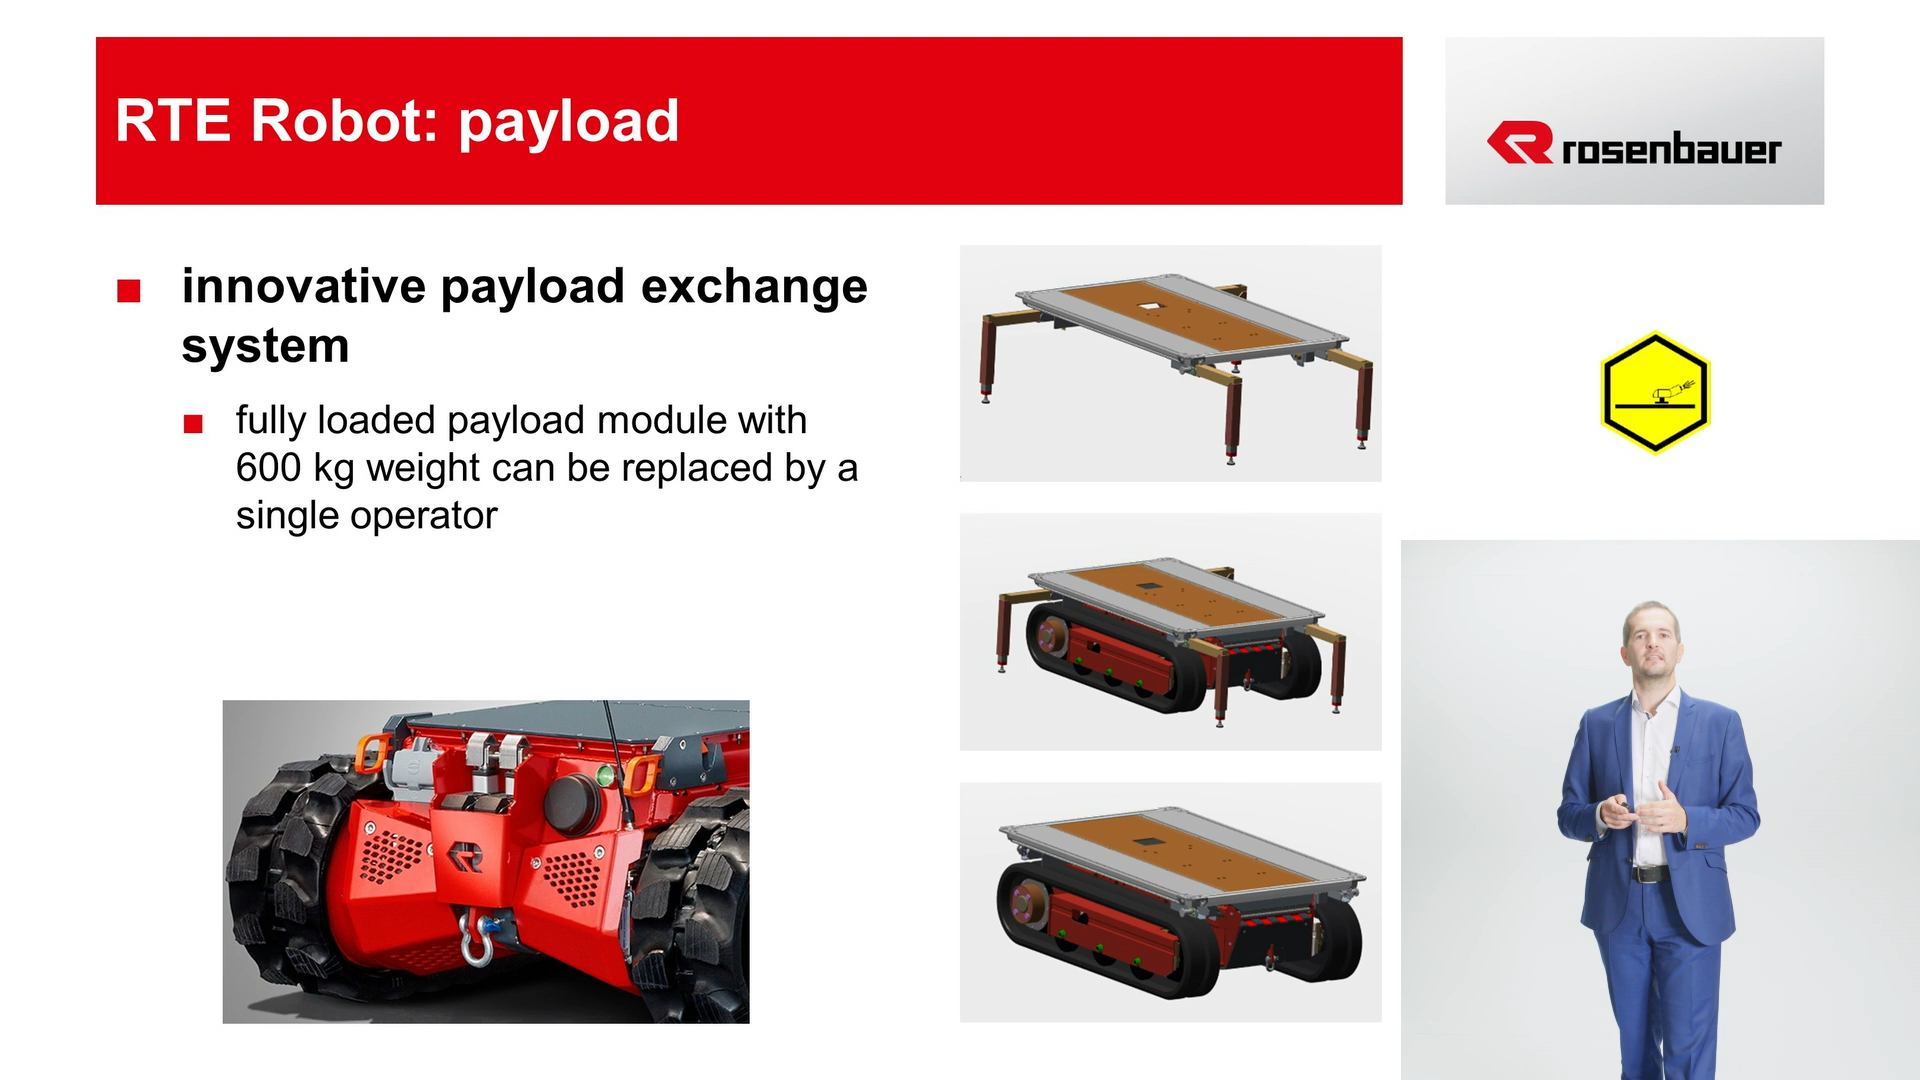 RTE Robot: payload
rosenbauer
innovative payload exchange
system
fully loaded payload module with
600 kg weight can be replaced by a
single operator